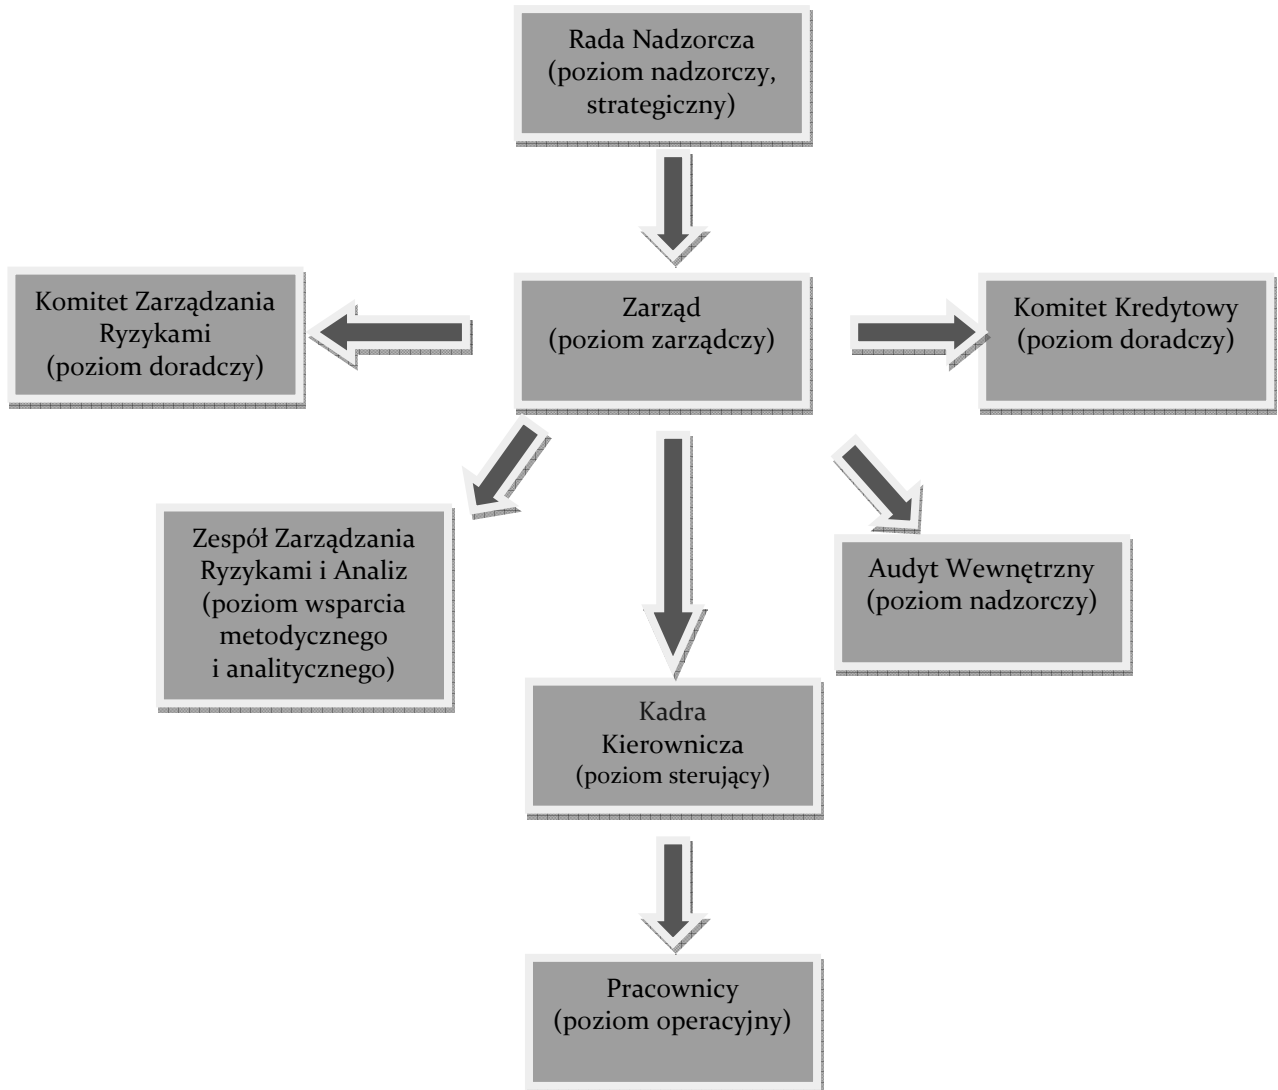 Rada Nadzorcza
(poziom nadzorczy,
strategiczny)
Komitet Zarządzania
Ryzykami
(poziom doradczy)
Zarząd
(poziom zarządczy)
Komitet Kredytowy
(poziom doradczy)
Zespół Zarządzania
Ryzykami i Analiz
(poziom wsparcia
metodycznego
i analitycznego)
Audyt Wewnętrzny
(poziom nadzorczy)
Kadra
Kierownicza
(poziom sterujący)
Pracownicy
(poziom operacyjny)